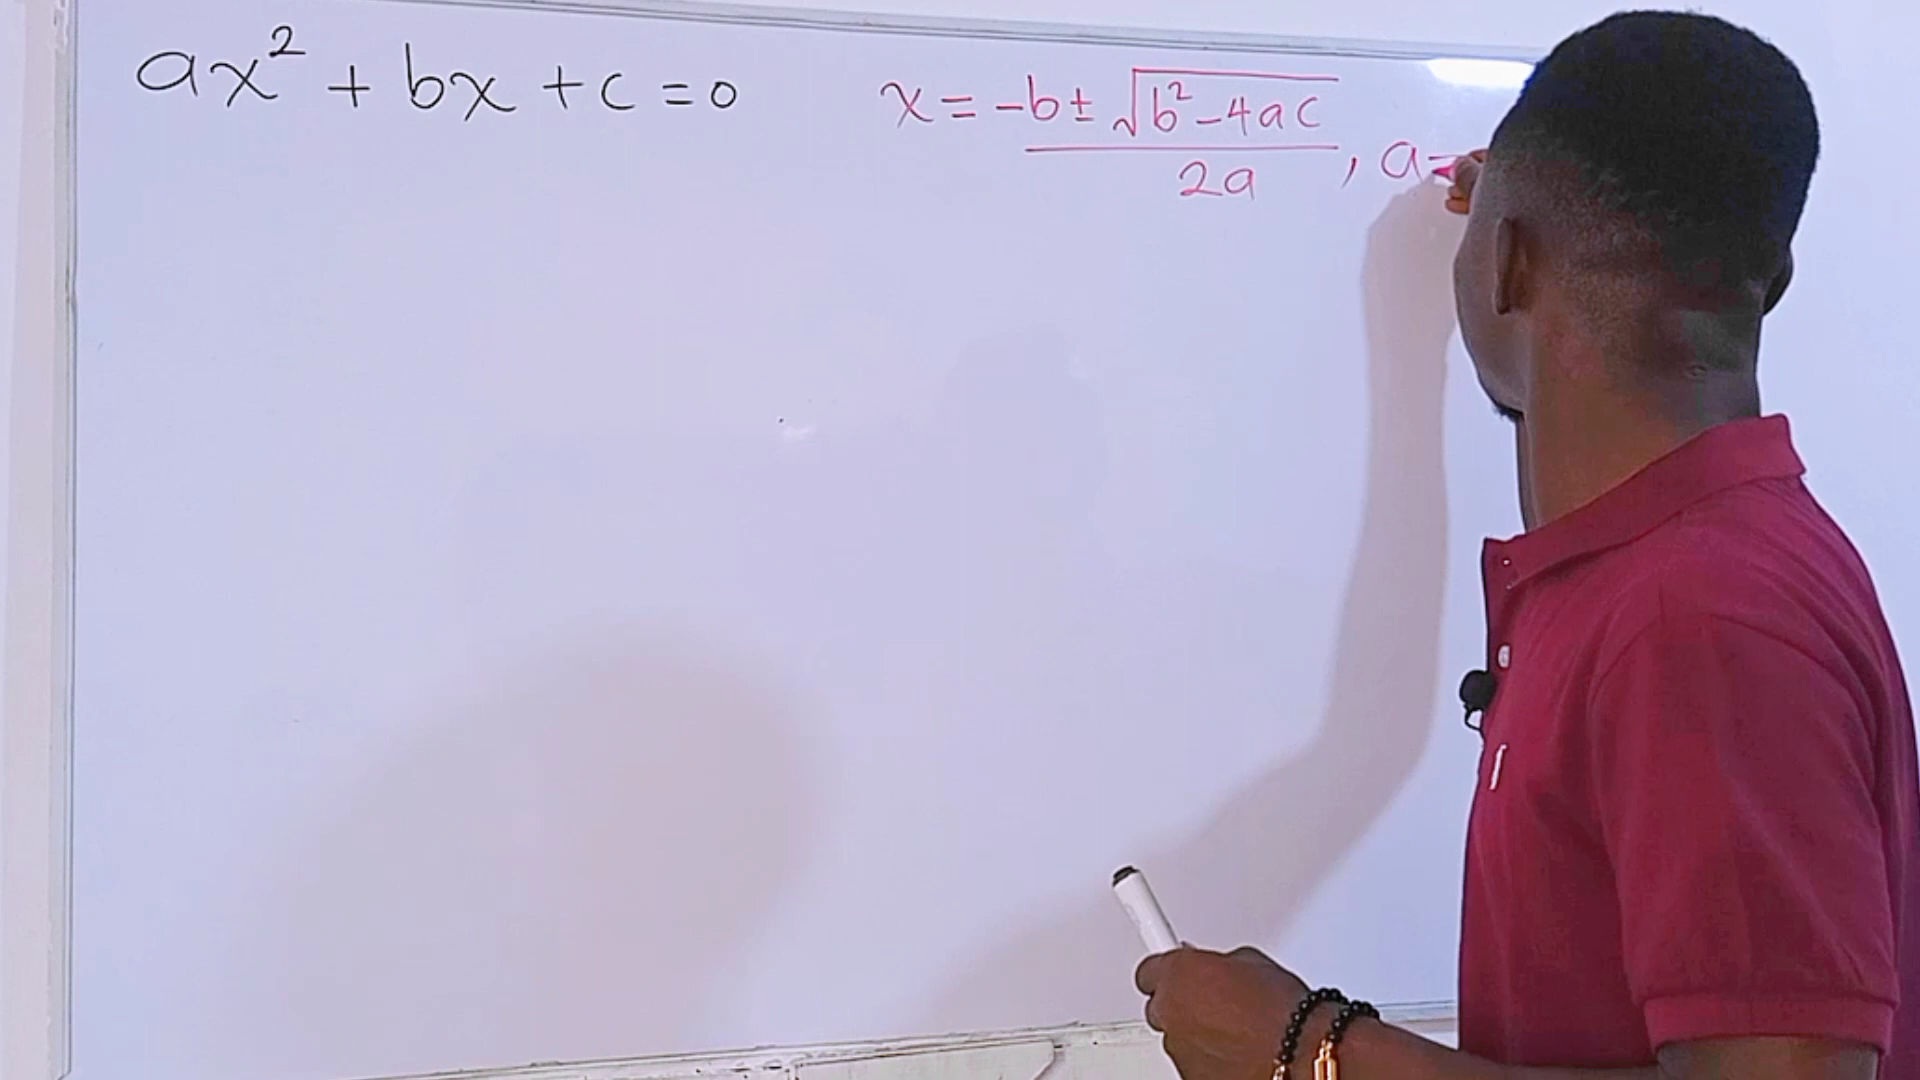 ax² + bx + c = 0
x = -b ± √b² - 4ac
2a , a=